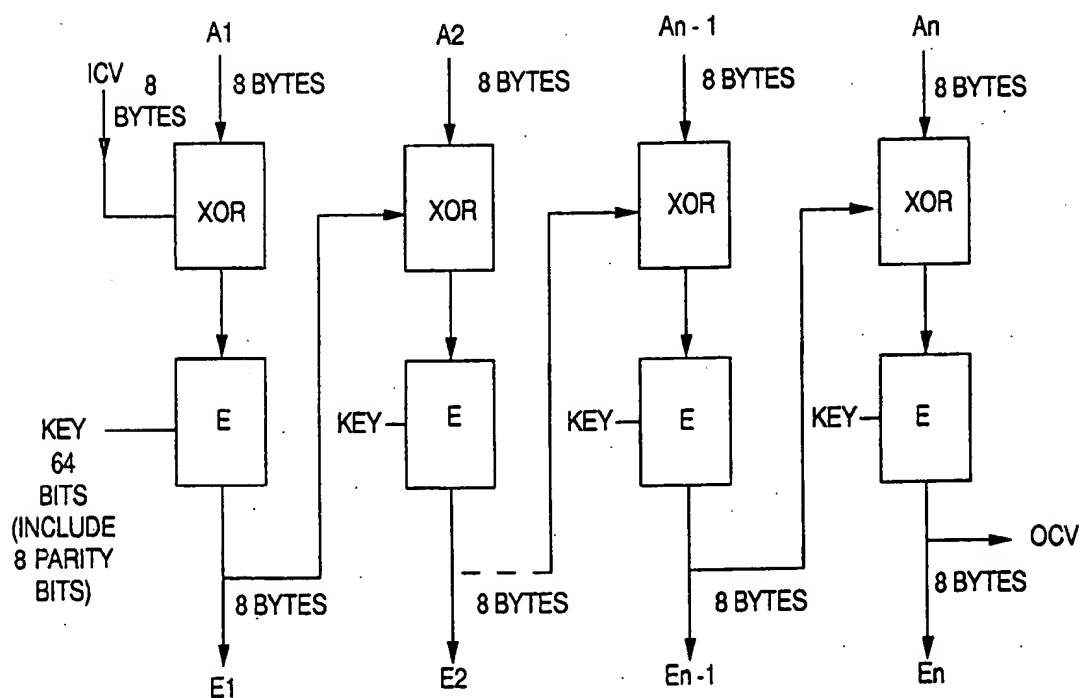 A1
A2
An - 1
An
ICV
8
BYTES
8 BYTES
8 BYTES
8 BYTES
8 BYTES
XOR
XOR
XOR
XOR
E
E
E
E
KEY
64
BITS
(INCLUDE
8 PARITY
BITS)
KEY
KEY
KEY
OCV
8 BYTES
8 BYTES
8 BYTES
8 BYTES
E1
E2
En -1
En